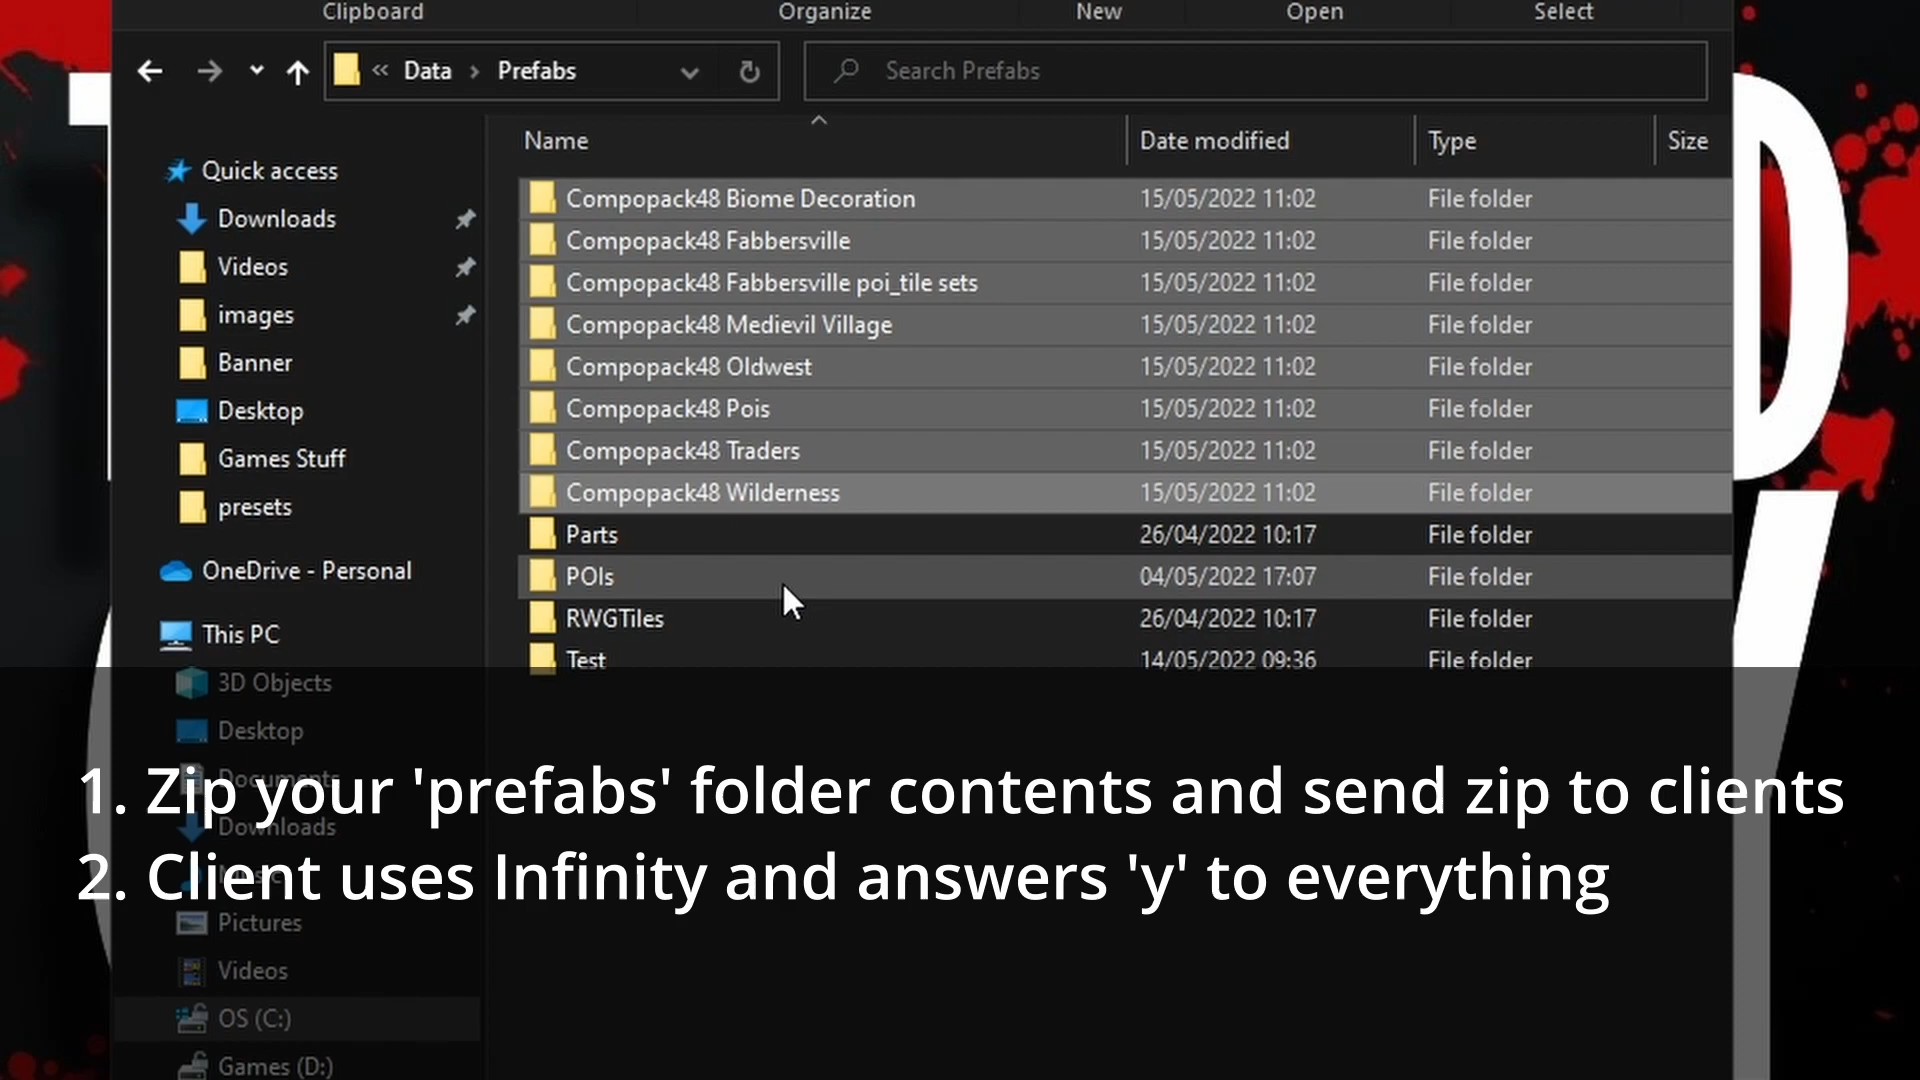 Clipboard Organize New Open Select
« Data > Prefabs Search Prefabs
Name Date modified Type Size
Quick access
Downloads
Videos
images
Banner
Desktop
Games Stuff
presets
OneDrive - Personal
This PC
3D Objects
Desktop
Documents
Downloads
Pictures
Videos
OS (C:)
Games (D:)
Compopack48 Biome Decoration 15/05/2022 11:02 File folder
Compopack48 Fabbersville 15/05/2022 11:02 File folder
Compopack48 Fabbersville poi_tile sets 15/05/2022 11:02 File folder
Compopack48 Medievil Village 15/05/2022 11:02 File folder
Compopack48 Oldwest 15/05/2022 11:02 File folder
Compopack48 Pois 15/05/2022 11:02 File folder
Compopack48 Traders 15/05/2022 11:02 File folder
Compopack48 Wilderness 15/05/2022 11:02 File folder
Parts 26/04/2022 10:17 File folder
POIs 04/05/2022 17:07 File folder
RWGTiles 26/04/2022 10:17 File folder
Test 14/05/2022 09:36 File folder
1. Zip your 'prefabs' folder contents and send zip to clients
2. Client uses Infinity and answers 'y' to everything